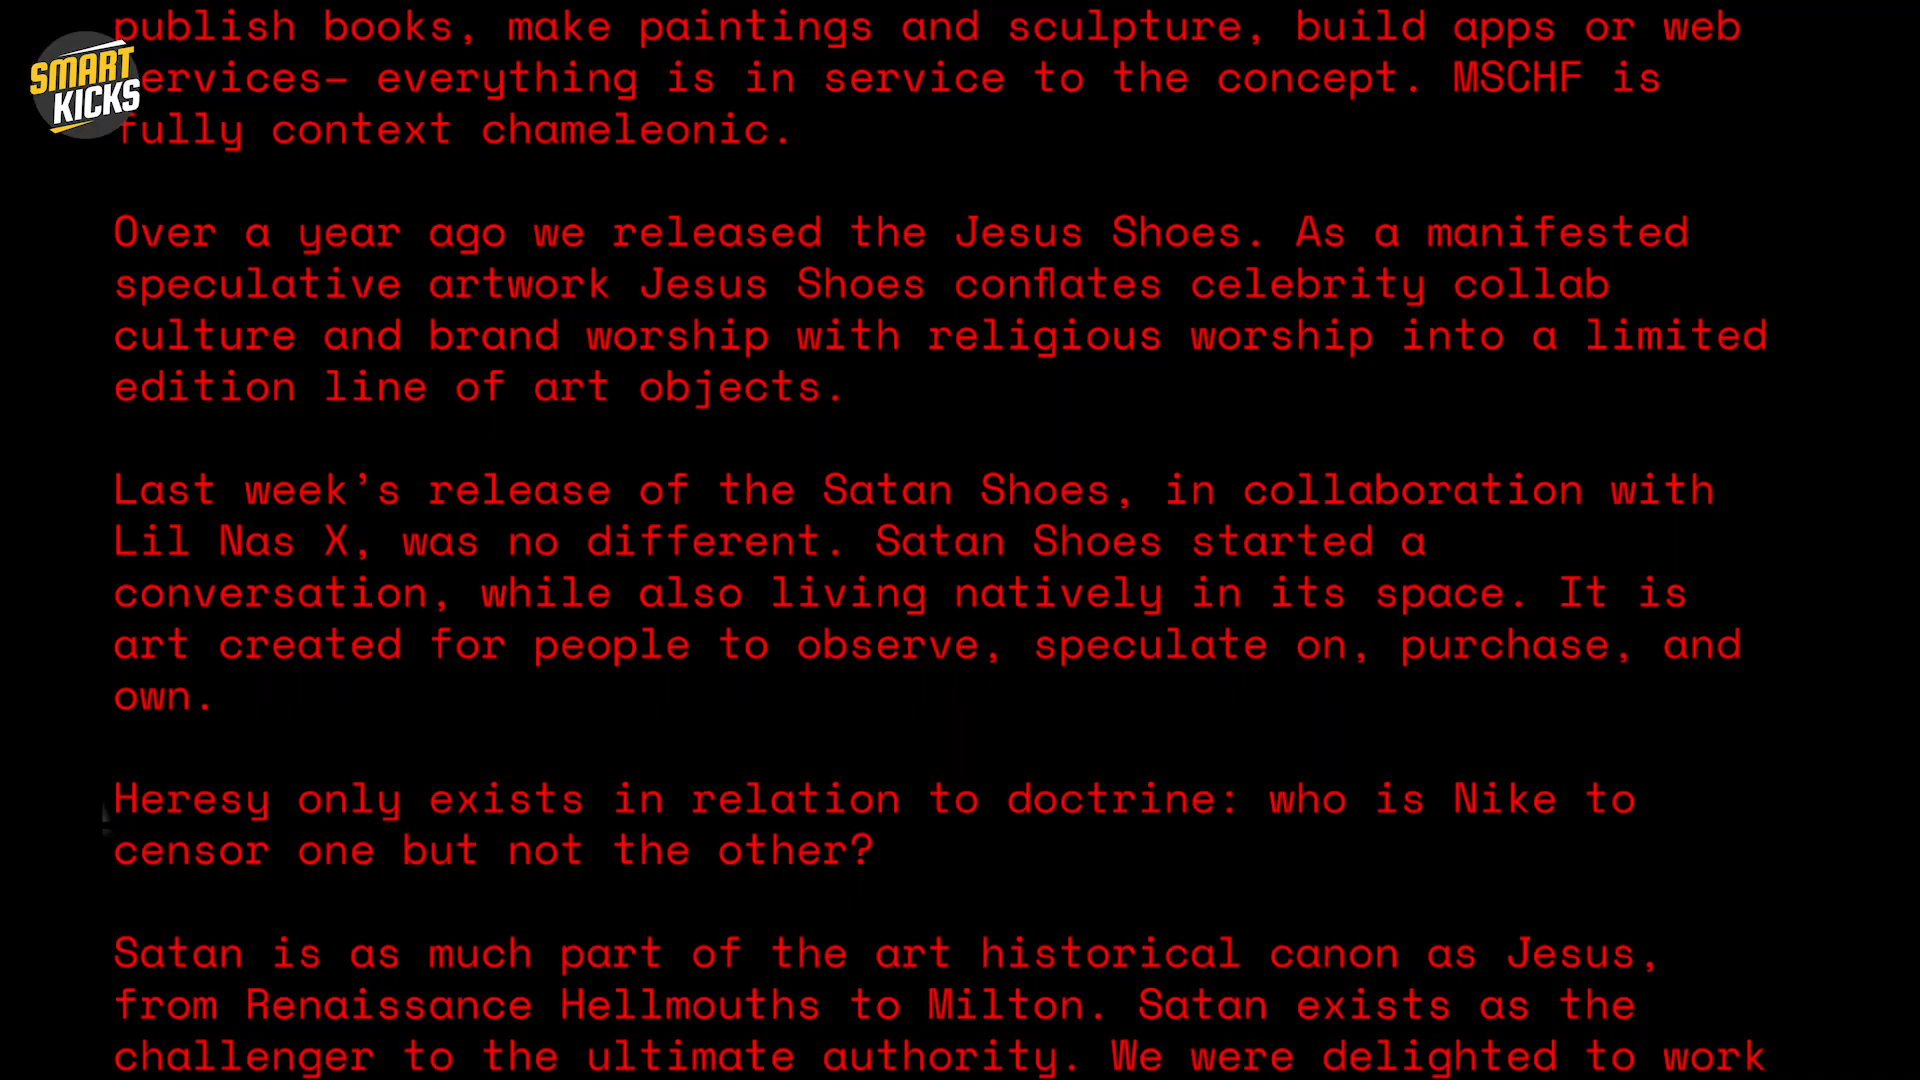 publish books, make paintings and sculpture, build apps or web
SMART
KICKS
ervices– everything is in service to the concept. MSCHF is
fully context chameleonic.
Over a year ago we released the Jesus Shoes. As a manifested
speculative artwork Jesus Shoes conflates celebrity collab
culture and brand worship with religious worship into a limited
edition line of art objects.
Last week’s release of the Satan Shoes, in collaboration with
Lil Nas X, was no different. Satan Shoes started a
conversation, while also living natively in its space. It is
art created for people to observe, speculate on, purchase, and
own.
Heresy only exists in relation to doctrine: who is Nike to
censor one but not the other?
Satan is as much part of the art historical canon as Jesus,
from Renaissance Hellmouths to Milton. Satan exists as the
challenger to the ultimate authority. We were delighted to work